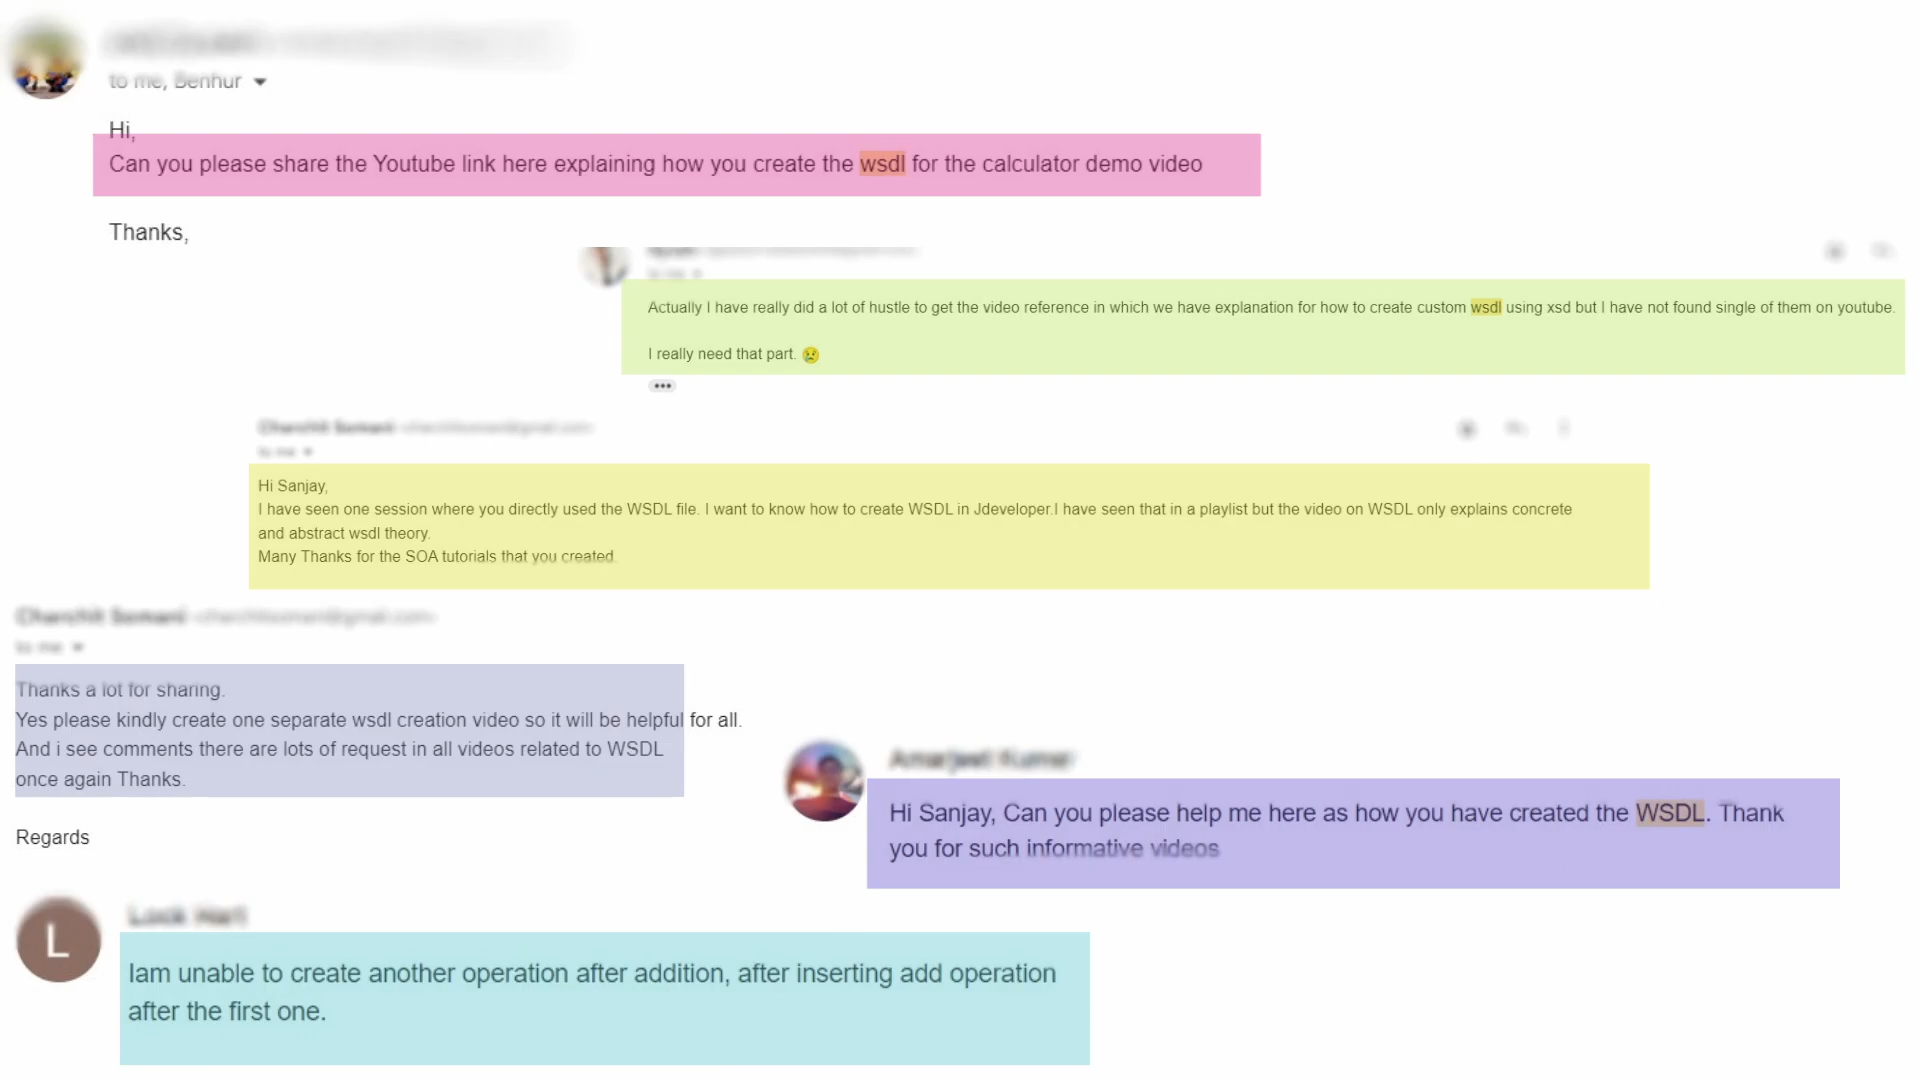 to me, Benhur
Hi,
Can you please share the Youtube link here explaining how you create the wsdl for the calculator demo video
Thanks,
Actually I have really did a lot of hustle to get the video reference in which we have explanation for how to create custom wsdl using xsd but I have not found single of them on youtube.
I really need that part. 😢
to me
Hi Sanjay,
I have seen one session where you directly used the WSDL file. I want to know how to create WSDL in Jdeveloper.I have seen that in a playlist but the video on WSDL only explains concrete
and abstract wsdl theory.
Many Thanks for the SOA tutorials that you created.
to me
Thanks a lot for sharing.
Yes please kindly create one separate wsdl creation video so it will be helpful for all.
And i see comments there are lots of request in all videos related to WSDL
once again Thanks.
Regards
Hi Sanjay, Can you please help me here as how you have created the WSDL. Thank
you for such informative videos
L
Iam unable to create another operation after addition, after inserting add operation
after the first one.